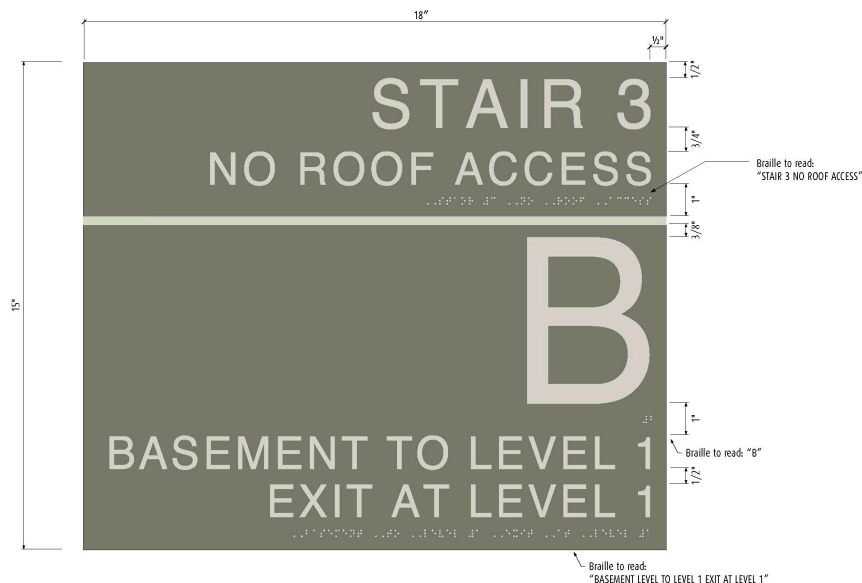 18"
½"
1/2"
STAIR 3
3/4"
NO ROOF ACCESS
Braille to read:
"STAIR 3 NO ROOF ACCESS"
1"
3/8"
B
15"
1"
BASEMENT TO LEVEL 1
Braille to read: "B"
1/2"
EXIT AT LEVEL 1
Braille to read:
"BASEMENT LEVEL TO LEVEL 1 EXIT AT LEVEL 1"